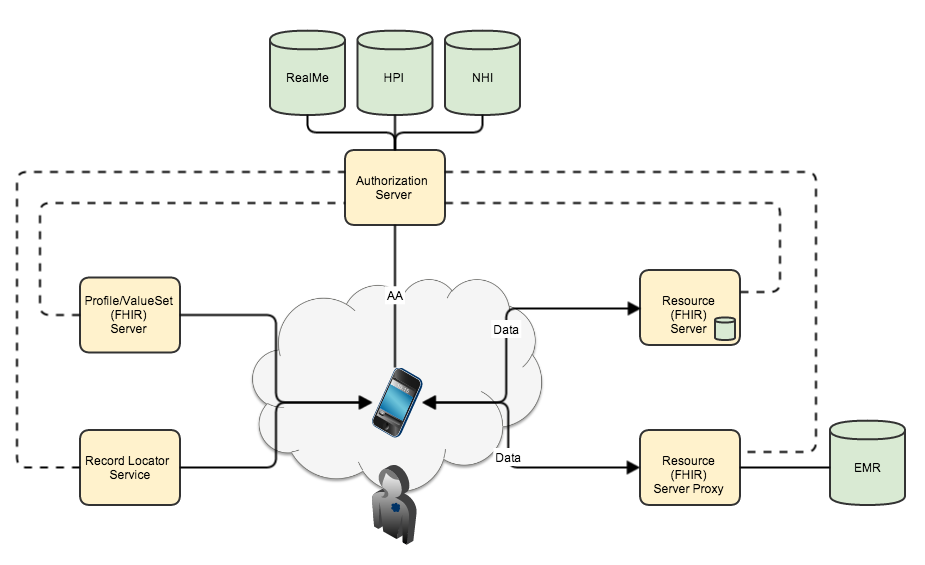 RealMe
HPI
NHI
Authorization
Server
AA
Profile/ValueSet
(FHIR)
Server
Resource
(FHIR)
Server
Data
Data
Record Locator
Service
Resource
(FHIR)
Server Proxy
EMR